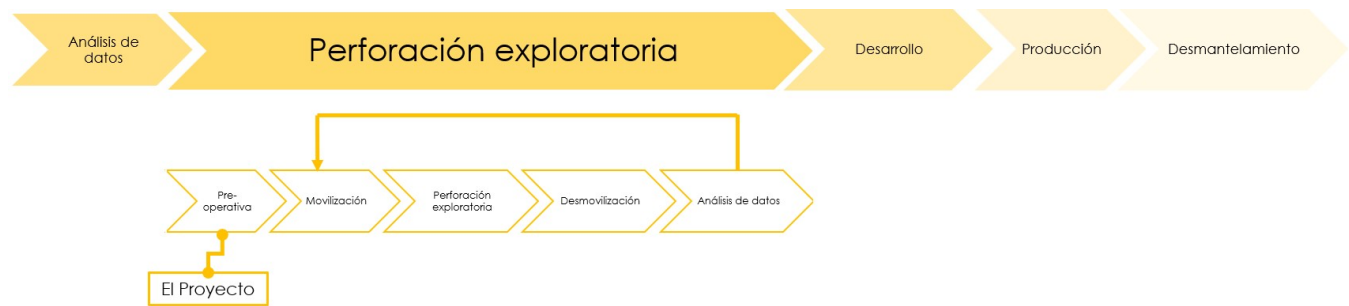 Análisis de
datos
Perforación exploratoria
Desarrollo
Producción
Desmantelamiento
Pre-
operativa
Movilización
Perforación
exploratoria
Desmovilización
Análisis de datos
El Proyecto